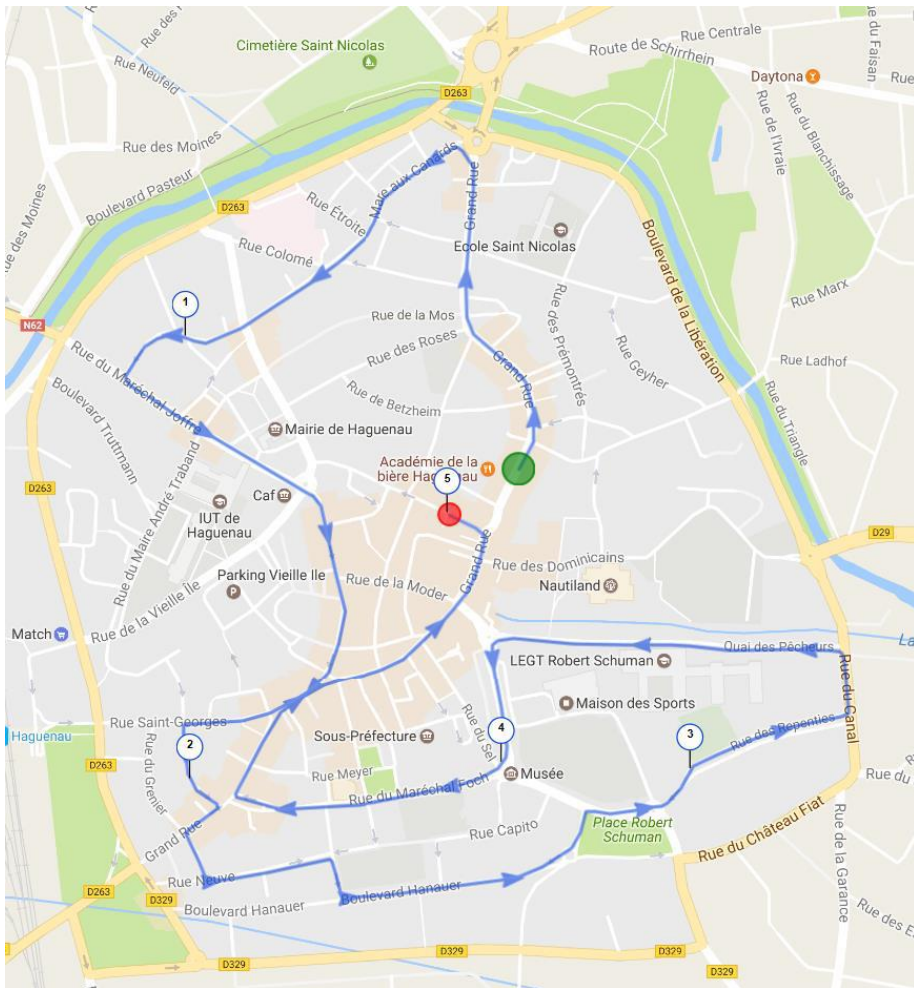 Cimetière Saint Nicolas
Rue Neufeld
Rue Centrale
Route de Schirrhein
Daytona
Rue du Faisan
D263
Rue des Moines
Boulevard Pasteur
Rue de l'Ivraie
Rue du Blanchissage
Mare aux Canards
Grand Rue
D263
Rue Étroite
Rue Colomé
Ecole Saint Nicolas
Boulevard de la Libération
Rue des Moines
Rue Marx
1
N62
Rue de la Mos
Rue des Roses
Rue des Prémontrés
Rue Geyher
Rue Ladhof
Rue du Maréchal Joffre
Boulevard Truttmann
Grand Rue
Rue de Betzheim
Rue du Triangle
Mairie de Haguenau
Académie de la
bière Haguenau
5
D263
Caf
IUT de
Haguenau
Rue du Maire André Traband
D29
Grand Rue
Rue des Dominicains
Parking Vieille Ile
Rue de la Moder
Nautiland
Match
Rue de la Vieille Île
La
Quai des Pêcheurs
LEGT Robert Schuman
Rue du Canal
Maison des Sports
Rue Saint-Georges
Haguenau
Sous-Préfecture
Rue du Sel
4
3
Rue des Repenties
2
Rue du Grenier
Rue Meyer
Musée
Rue du
Rue du Maréchal Foch
Place Robert
Schuman
Rue Capito
Grand Rue
Rue du Château Fiat
Rue de la Garance
Rue Neuve
D263
D329
Boulevard Hanauer
Boulevard Hanauer
D329
D329
D329